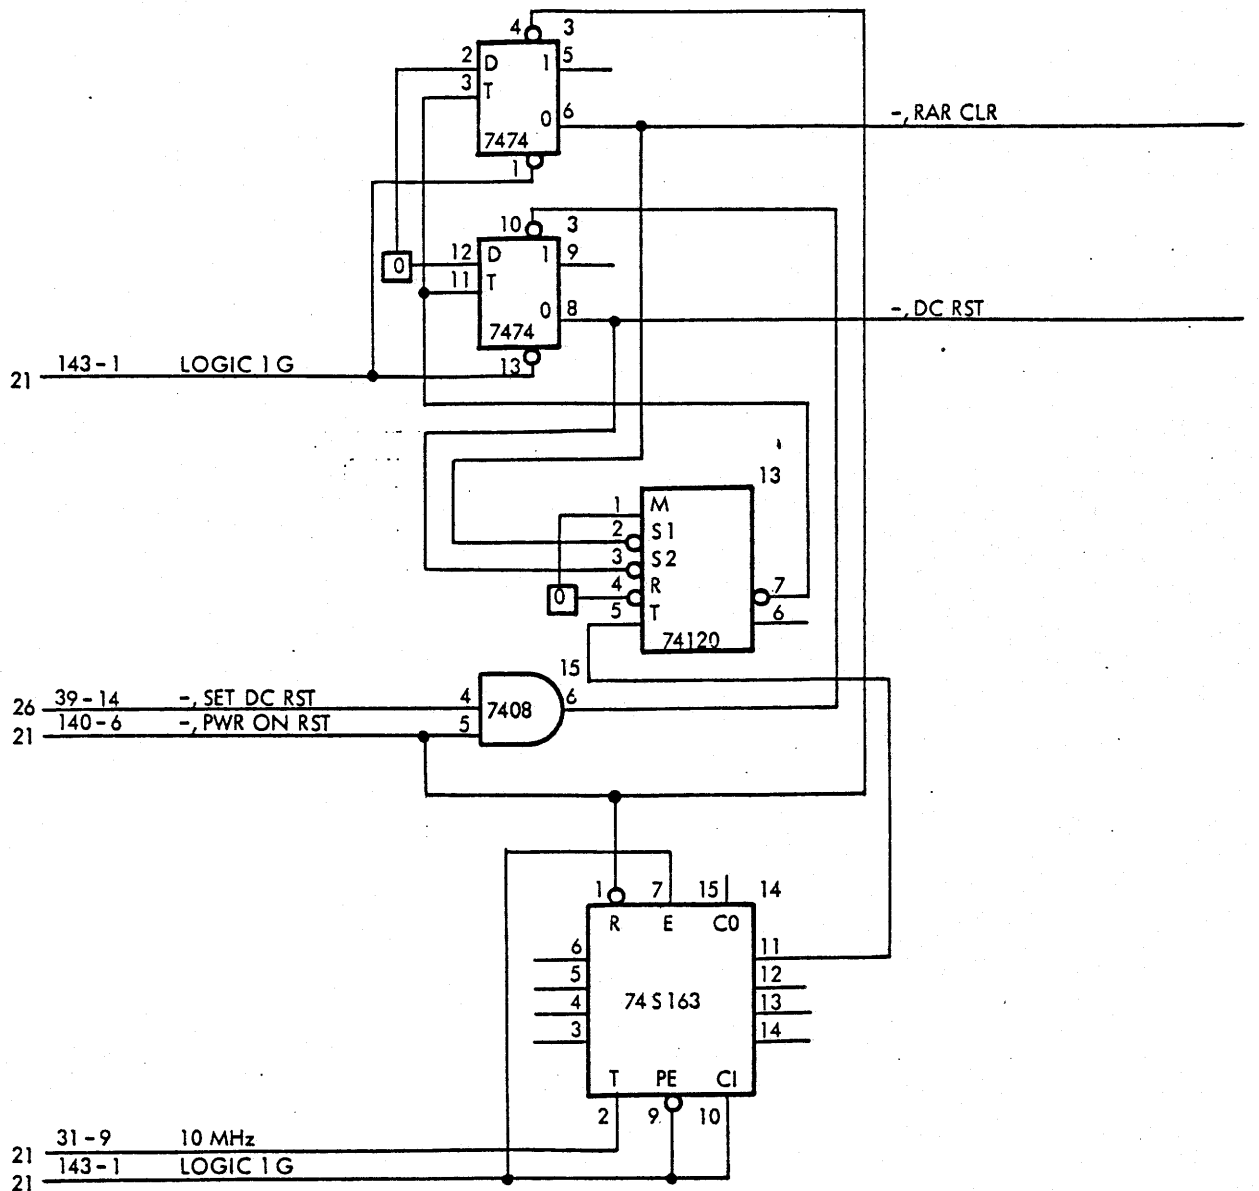 4 3
2 D 1 5
3 T
0 6 -, RAR CLR
7474
1
10 3
0 12 D 1 9
11 T
0 8 -, DC RST
7474
21 143-1 LOGIC 1 G 13
13
1 M
2 S1
3 S2
0 4 R 7
5 T 6
74120
15
26 39-14 -, SET DC RST 4 7408 6
21 140-6 -, PWR ON RST 5
1 7 15 14
R E C0
6 11
5 12
4 74S163 13
3 14
T PE CI
2 9 10
21 31-9 10 MHz
21 143-1 LOGIC 1 G